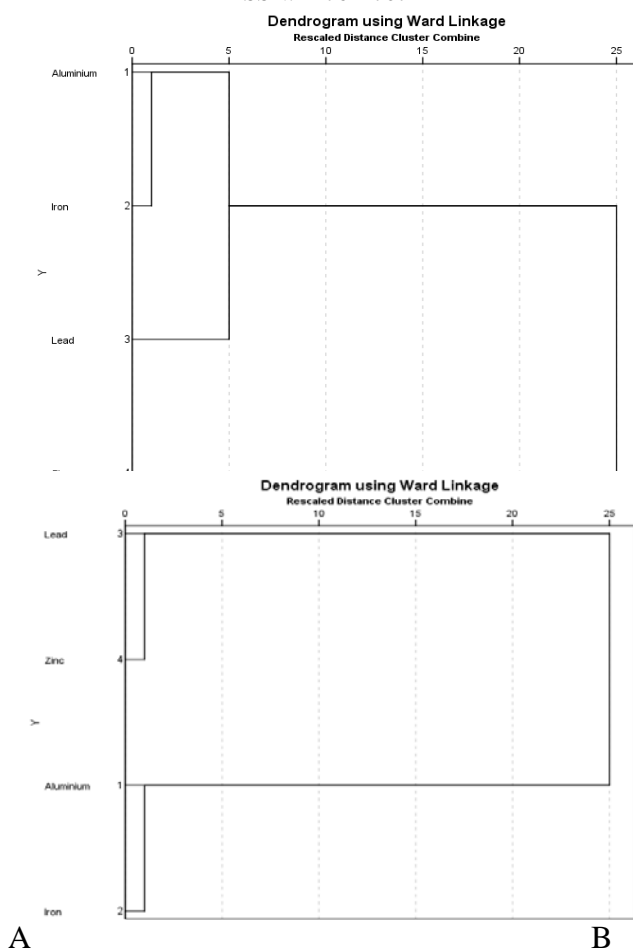 Dendrogram using Ward Linkage
Rescaled Distance Cluster Combine
0 5 10 15 20 25
Aluminium 1
Iron 2
Y
Lead 3
Dendrogram using Ward Linkage
Rescaled Distance Cluster Combine
0 5 10 15 20 25
Lead 3
Zinc 4
Y
Aluminium 1
Iron 2
A B